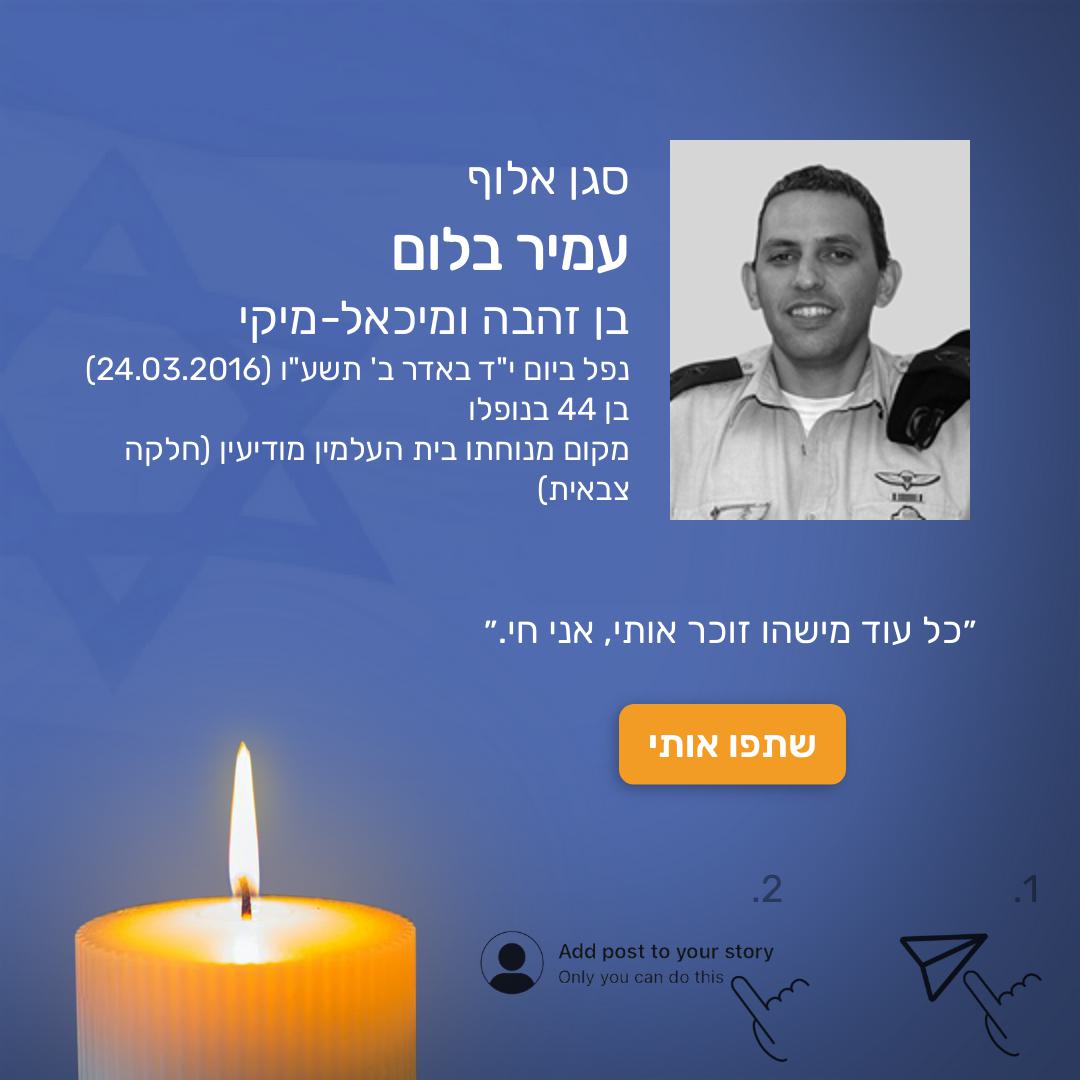 סגן אלוף
עמיר בלום
בן זהבה ומיכאל-מיקי
נפל ביום י"ד באדר ב' תשע"ו (24.03.2016)
בן 44 בנופלו
מקום מנוחתו בית העלמין מודיעין (חלקה
צבאית)
״כל עוד מישהו זוכר אותי, אני חי.״
שתפו אותי
1.
2.
Add post to your story
Only you can do this